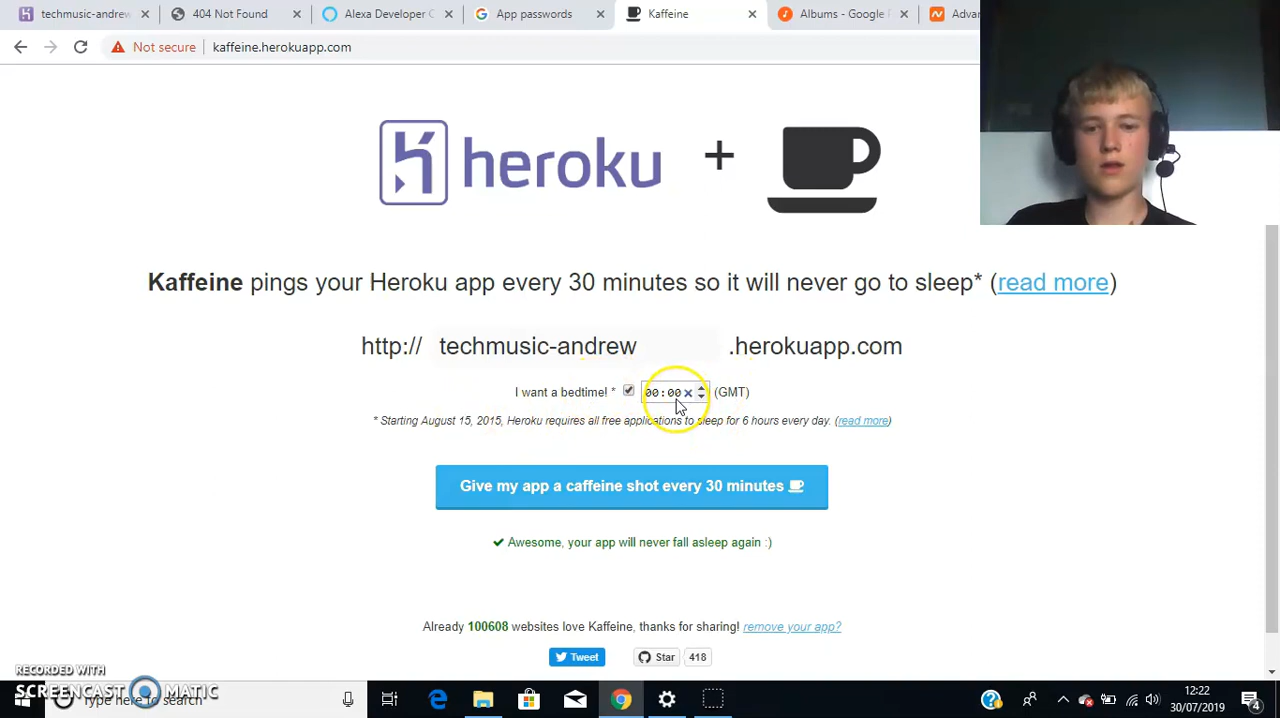 techmusic-andrew
404 Not Found
Alexa Developer C
App passwords
Kaffeine
Albums - Google
Advan
Not secure
kaffeine.herokuapp.com
heroku +
Kaffeine pings your Heroku app every 30 minutes so it will never go to sleep* (read more)
http:// techmusic-andrew .herokuapp.com
I want a bedtime! * 00:00 (GMT)
* Starting August 15, 2015, Heroku requires all free applications to sleep for 6 hours every day. (read more)
Give my app a caffeine shot every 30 minutes
Awesome, your app will never fall asleep again :)
Already 100608 websites love Kaffeine, thanks for sharing! remove your app?
Tweet
Star 418
RECORDED WITH
SCREENCAST MATIC
Type here to search
12:22
30/07/2019
4